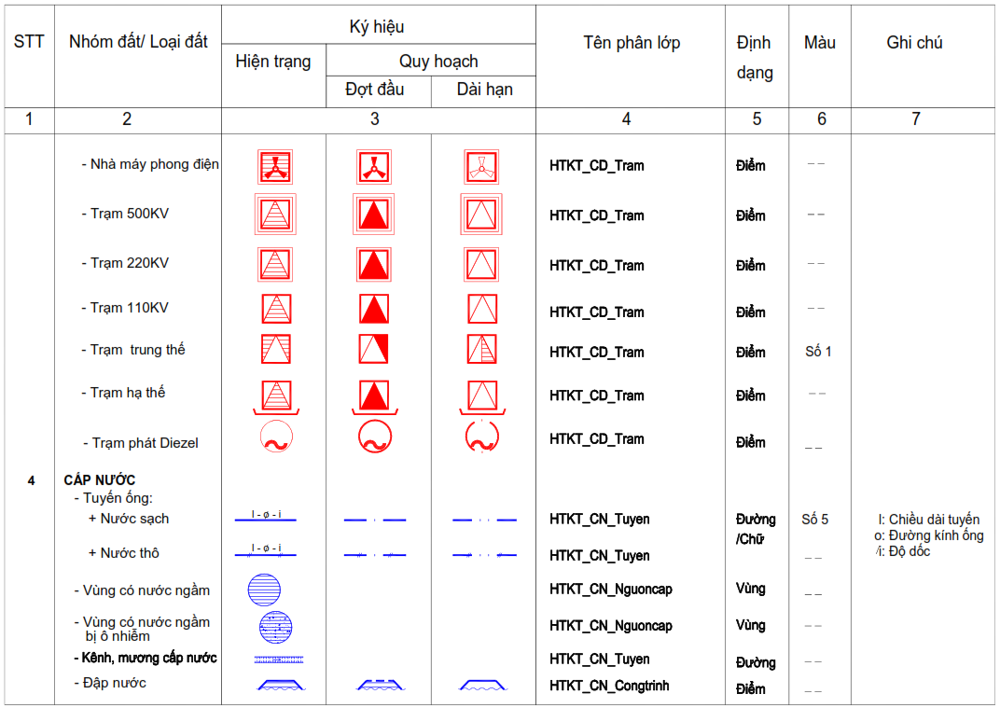 STT
Nhóm đất/ Loại đất
Ký hiệu
Tên phân lớp
Định dạng
Màu
Ghi chú
Hiện trạng
Quy hoạch
Đợt đầu
Dài hạn
1 2 3 4 5 6 7
- Nhà máy phong điện HTKT_CD_Tram Điểm _ _
- Trạm 500KV HTKT_CD_Tram Điểm _ _
- Trạm 220KV HTKT_CD_Tram Điểm _ _
- Trạm 110KV HTKT_CD_Tram Điểm _ _
- Trạm trung thế HTKT_CD_Tram Điểm Số 1
- Trạm hạ thế HTKT_CD_Tram Điểm _ _
- Trạm phát Diezel HTKT_CD_Tram Điểm _ _
4 CẤP NƯỚC
- Tuyến ống:
+ Nước sạch l - ø - i HTKT_CN_Tuyen Đường Số 5 l: Chiều dài tuyến
/Chữ o: Đường kính ống
+ Nước thô l - ø - i HTKT_CN_Tuyen _ _ i: Độ dốc
- Vùng có nước ngầm HTKT_CN_Nguoncap Vùng _ _
- Vùng có nước ngầm HTKT_CN_Nguoncap Vùng _ _
bị ô nhiễm
- Kênh, mương cấp nước HTKT_CN_Tuyen Đường _ _
- Đập nước HTKT_CN_Congtrinh Điểm _ _